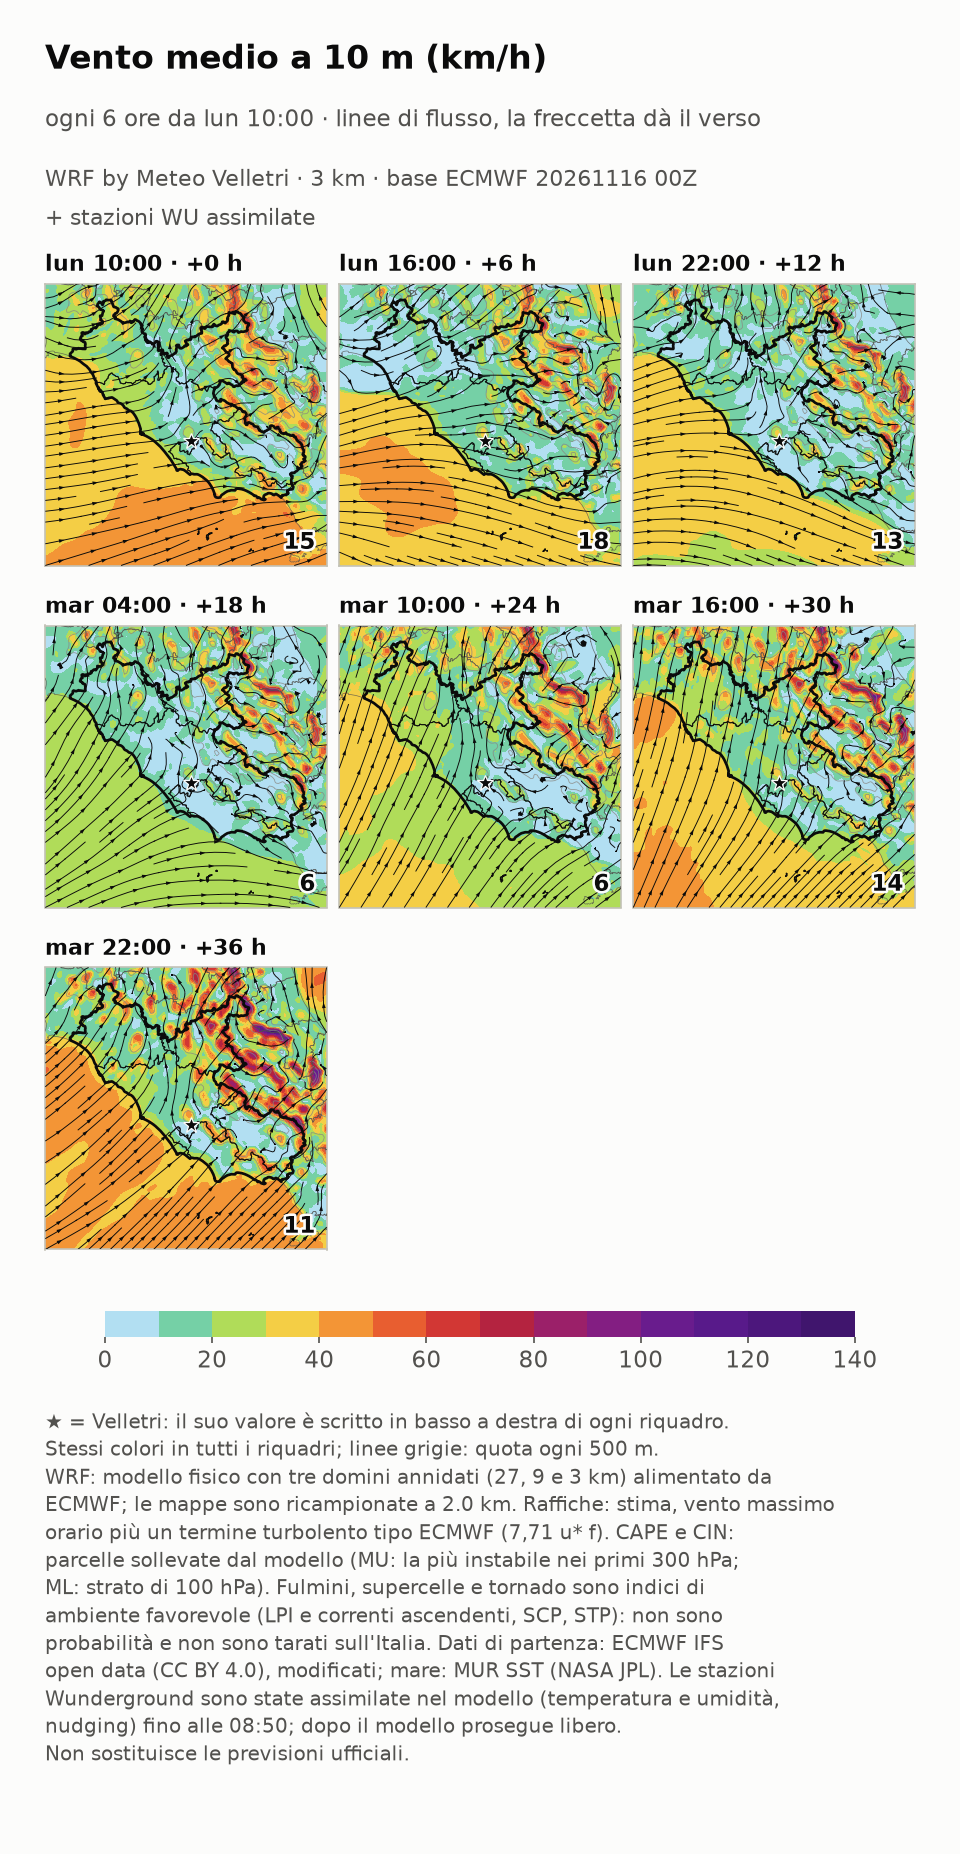 Vento medio a 10 m (km/h)
ogni 6 ore da lun 10:00 · linee di flusso, la freccetta dà il verso
WRF by Meteo Velletri · 3 km · base ECMWF 20261116 00Z
+ stazioni WU assimilate
lun 10:00 · +0 h
lun 16:00 · +6 h
lun 22:00 · +12 h
15
18
13
mar 04:00 · +18 h
mar 10:00 · +24 h
mar 16:00 · +30 h
6
6
14
mar 22:00 · +36 h
11
0 20 40 60 80 100 120 140
★ = Velletri: il suo valore è scritto in basso a destra di ogni riquadro.
Stessi colori in tutti i riquadri; linee grigie: quota ogni 500 m.
WRF: modello fisico con tre domini annidati (27, 9 e 3 km) alimentato da
ECMWF; le mappe sono ricampionate a 2.0 km. Raffiche: stima, vento massimo
orario più un termine turbolento tipo ECMWF (7,71 u* f). CAPE e CIN:
parcelle sollevate dal modello (MU: la più instabile nei primi 300 hPa;
ML: strato di 100 hPa). Fulmini, supercelle e tornado sono indici di
ambiente favorevole (LPI e correnti ascendenti, SCP, STP): non sono
probabilità e non sono tarati sull'Italia. Dati di partenza: ECMWF IFS
open data (CC BY 4.0), modificati; mare: MUR SST (NASA JPL). Le stazioni
Wunderground sono state assimilate nel modello (temperatura e umidità,
nudging) fino alle 08:50; dopo il modello prosegue libero.
Non sostituisce le previsioni ufficiali.